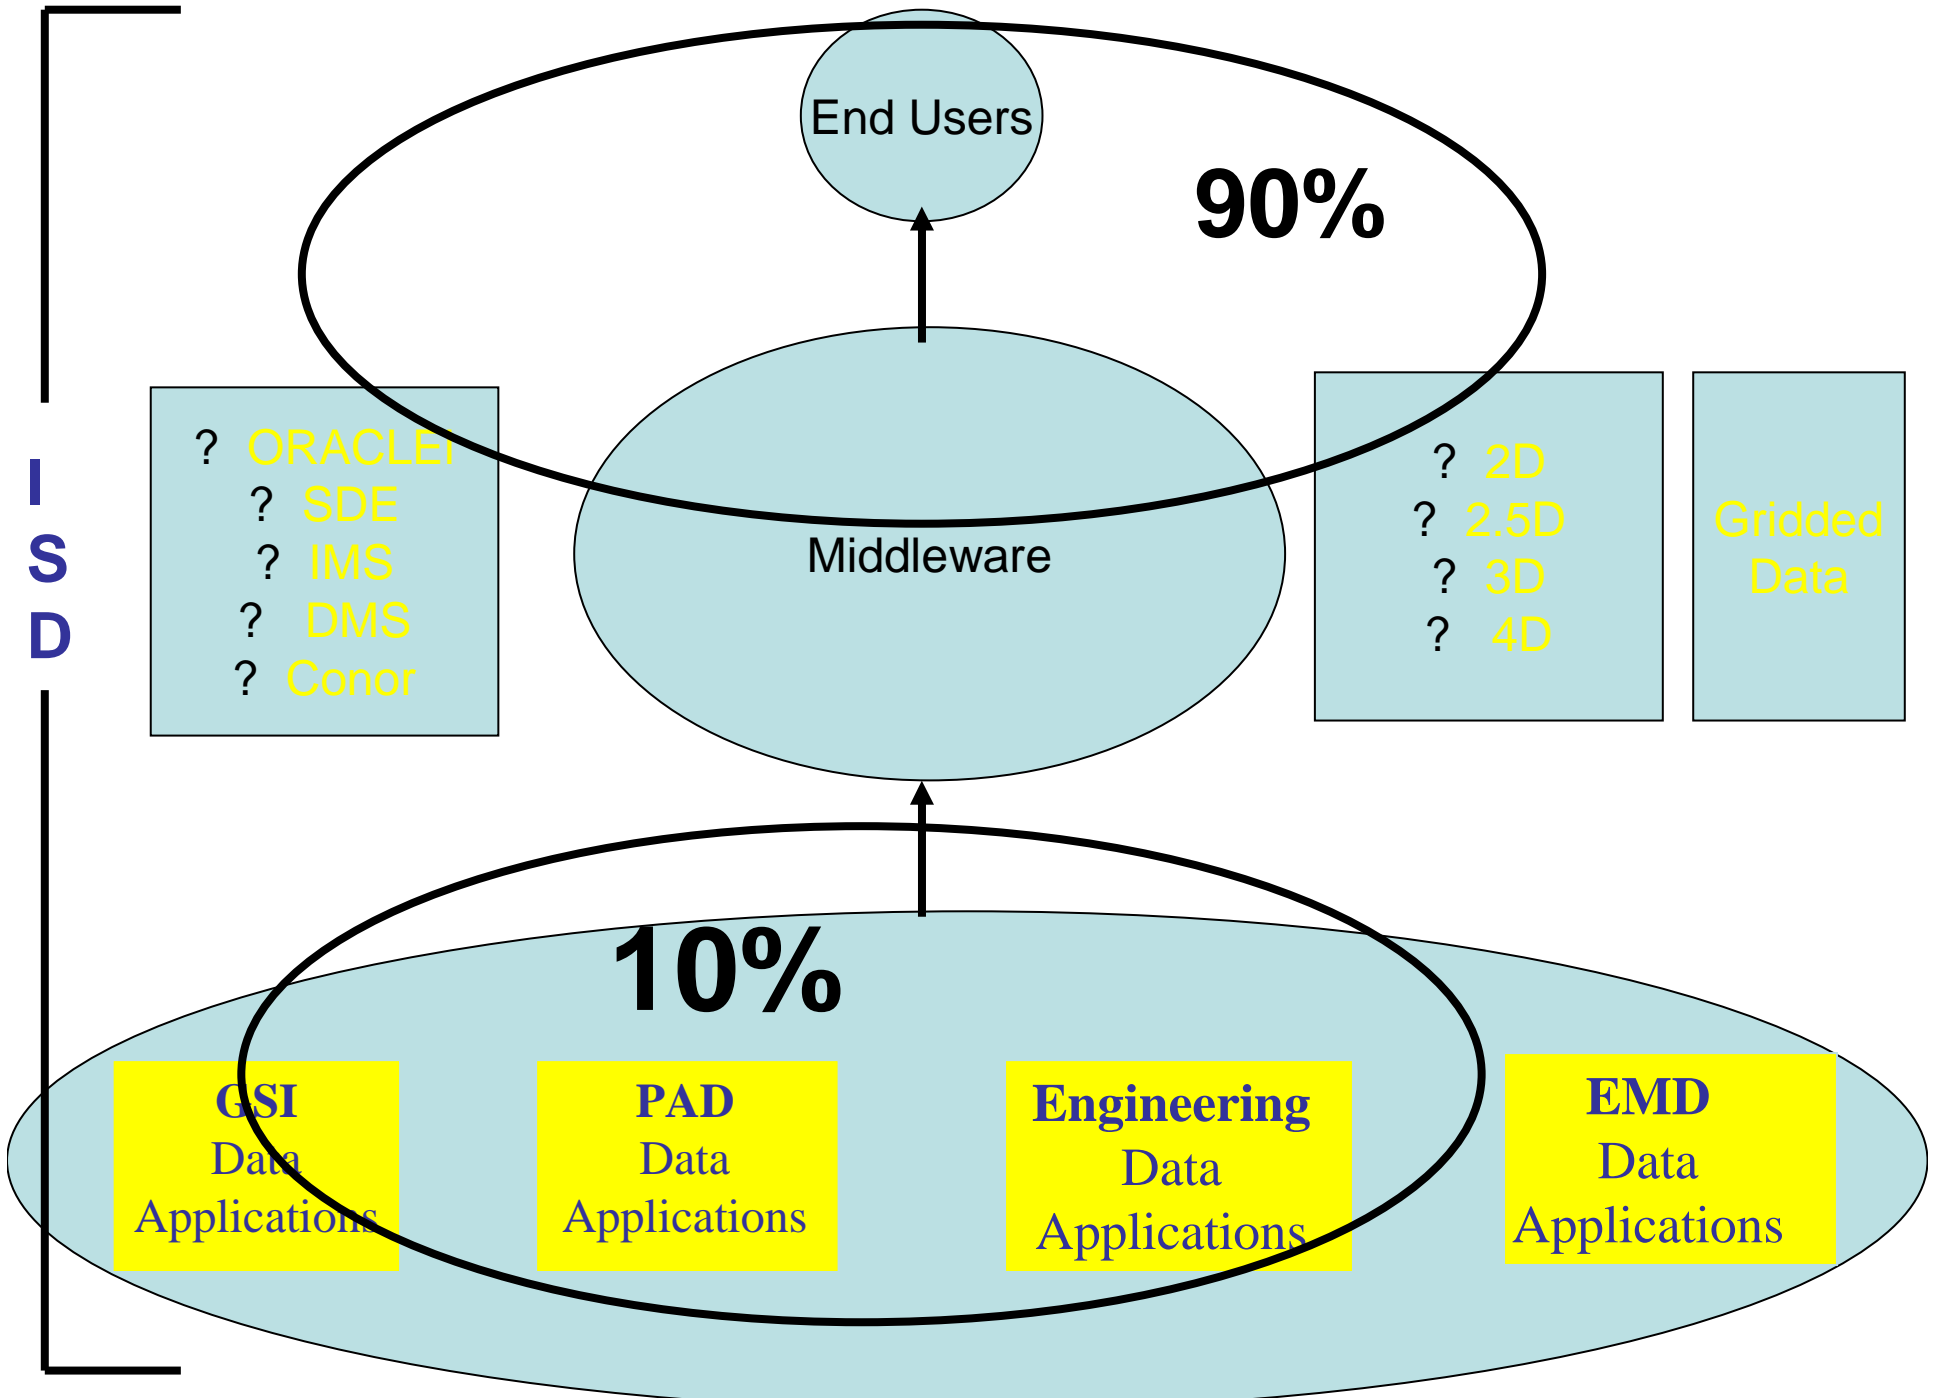 End Users
90%
I
S
D
? ORACLEi
? SDE
? IMS
? DMS
? Conor
Middleware
? 2D
? 2.5D
? 3D
? 4D
Gridded
Data
10%
GSI
Data
Applications
PAD
Data
Applications
Engineering
Data
Applications
EMD
Data
Applications